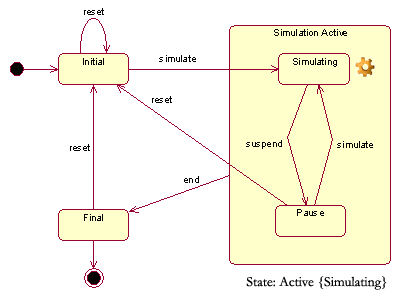 reset
Simulation Active
Initial
simulate
Simulating
reset
reset
suspend
simulate
end
Final
Pause
State: Active {Simulating}